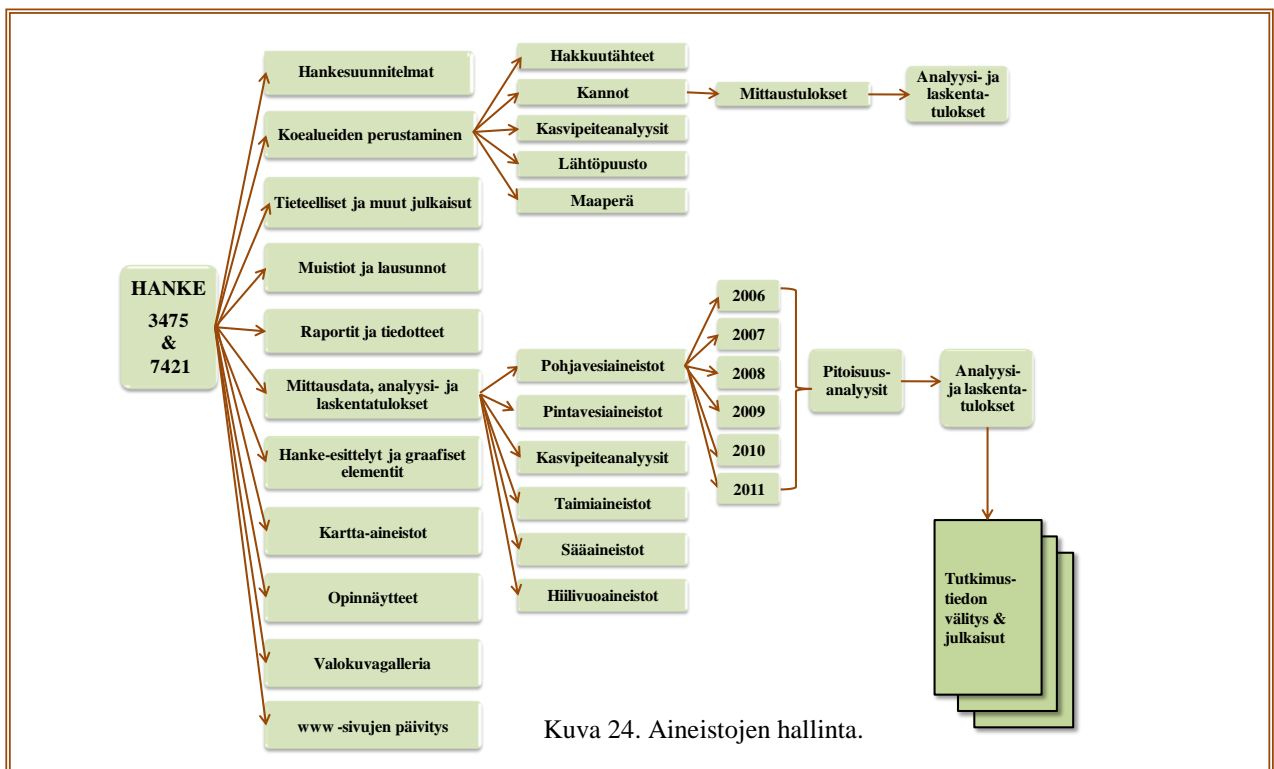 HANKE
3475
&
7421
Hankesuunnitelmat
Koealueiden perustaminen
Tieteelliset ja muut julkaisut
Muistiot ja lausunnot
Raportit ja tiedotteet
Mittausdata, analyysi- ja
laskentatulokset
Hanke-esittelyt ja graafiset
elementit
Kartta-aineistot
Opinnäytteet
Valokuvagalleria
www -sivujen päivitys
Hakkuutähteet
Kannot
Kasvipeiteanalyysit
Lähtöpuusto
Maaperä
Mittaustulokset
Analyysi- ja
laskenta-
tulokset
Pohjavesiaineistot
Pintavesiaineistot
Kasvipeiteanalyysit
Taimiaineistot
Sääaineistot
Hiilivuoaineistot
2006
2007
2008
2009
2010
2011
Pitoisuus-
analyysit
Analyysi-
ja laskenta-
tulokset
Tutkimus-
tiedon
välitys &
julkaisut
Kuva 24. Aineistojen hallinta.